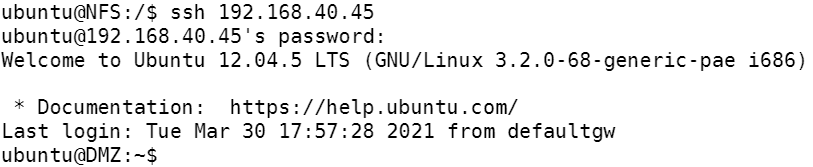 ubuntu@NFS:/$ ssh 192.168.40.45
ubuntu@192.168.40.45's password:
Welcome to Ubuntu 12.04.5 LTS (GNU/Linux 3.2.0-68-generic-pae i686)

 * Documentation:  https://help.ubuntu.com/
Last login: Tue Mar 30 17:57:28 2021 from defaultgw
ubuntu@DMZ:~$